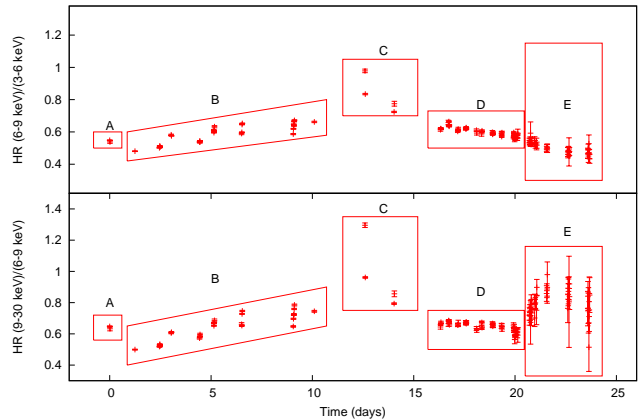 HR (6-9 keV)/(3-6 keV)
1.2
1
0.8
0.6
0.4
A
B
C
D
E
HR (9-30 keV)/(6-9 keV)
1.4
1.2
1
0.8
0.6
0.4
A
B
C
D
E
0 5 10 15 20 25
Time (days)